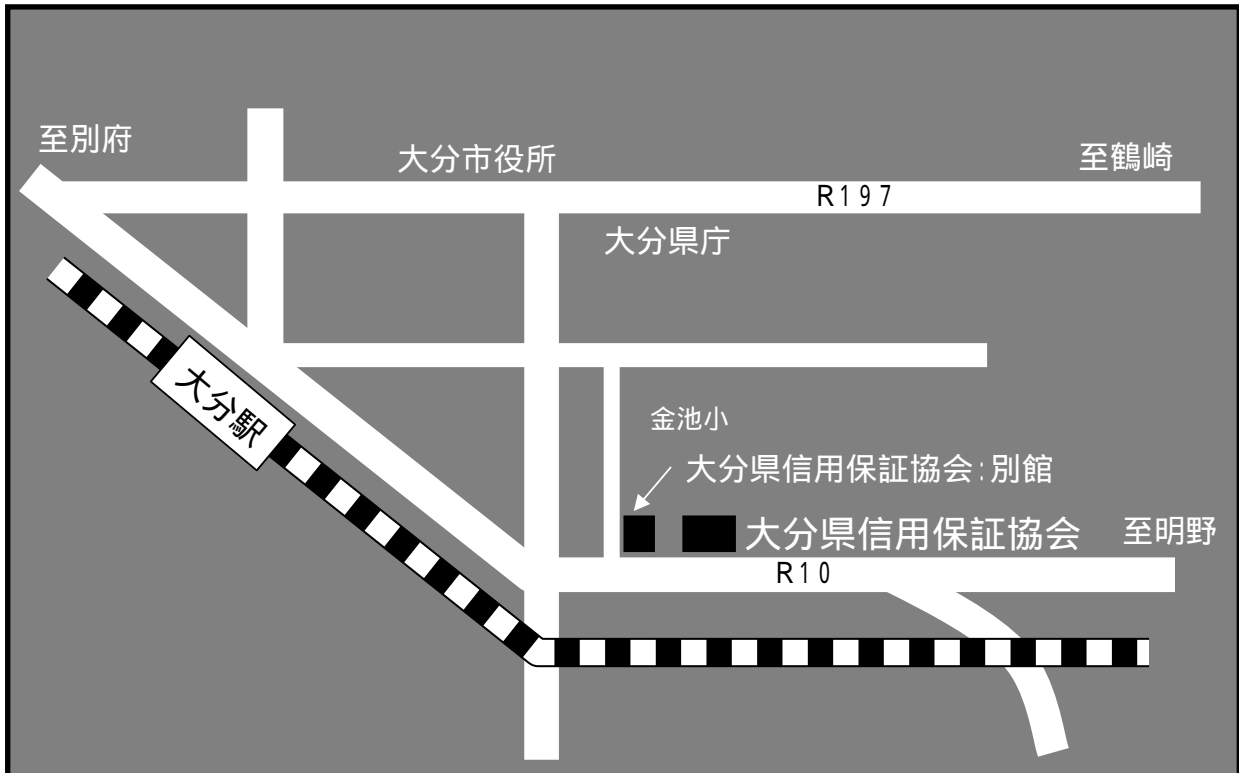 至別府
大分市役所
至鶴崎
R197
大分県庁
大分駅
金池小
大分県信用保証協会:別館
大分県信用保証協会
至明野
R10